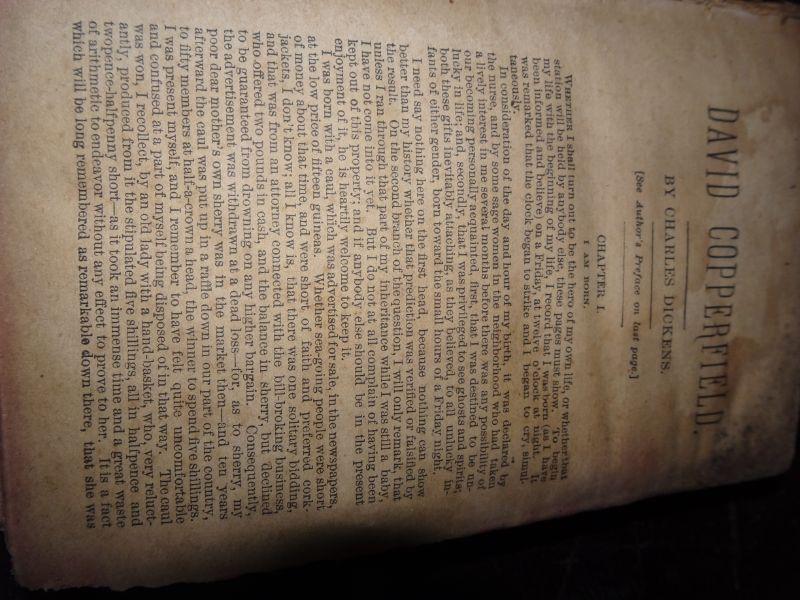 DAVID COPPERFIELD.
BY CHARLES DICKENS.
[See Author's Preface on last page.]
CHAPTER I.
I AM BORN.
WHETHER I shall turn out to be the hero of my own life, or whether that
station will be held by anybody else, these pages must show. To begin
my life with the beginning of my life, I record that I was born (as I have
been informed and believe) on a Friday, at twelve o'clock at night. It
was remarked that the clock began to strike and I began to cry, simul-
taneously.
In consideration of the day and hour of my birth, it was declared by
the nurse, and by some sage women in the neighborhood who had taken
a lively interest in me several months before there was any possibility of
our becoming personally acquainted, first, that I was destined to be un-
lucky in life; and, secondly, that I was privileged to see ghosts and spirits;
both these gifts inevitably attaching, as they believed, to all unlucky in-
fants of either gender, born toward the small hours of a Friday night.
I need say nothing here on the first head, because nothing can show
better than my history whether that prediction was verified or falsified by
the result. On the second branch of the question, I will only remark, that
unless I ran through that part of my inheritance while I was still a baby,
I have not come into it yet. But I do not at all complain of having been
kept out of this property; and if anybody else should be in the present
enjoyment of it, he is heartily welcome to keep it.
I was born with a caul, which was advertised for sale, in the newspapers,
at the low price of fifteen guineas. Whether sea-going people were short
of money about that time, and were short of faith and preferred cork-
jackets, I don't know; all I know is, that there was one solitary bidding,
and that was from an attorney connected with the bill-broking business,
who offered two pounds in cash, and the balance in sherry, but declined
to be guaranteed from drowning on any higher bargain. Consequently,
the advertisement was withdrawn at a dead loss—for, as to sherry, my
poor dear mother's own sherry was in the market then—and ten years
afterward the caul was put up in a raffle down in our part of the country,
to fifty members at half-a-crown a head, the winner to spend five shillings.
I was present myself, and I remember to have felt quite uncomfortable
and confused at a part of myself being disposed of in that way. The caul
was won, I recollect, by an old lady with a hand-basket, who, very reluct-
antly, produced from it the stipulated five shillings, all in halfpence and
twopence-halfpenny short—as it took an immense time and a great waste
of arithmetic to endeavor without any effect to prove to her. It is a fact
which will be long remembered as remarkable down there, that she was